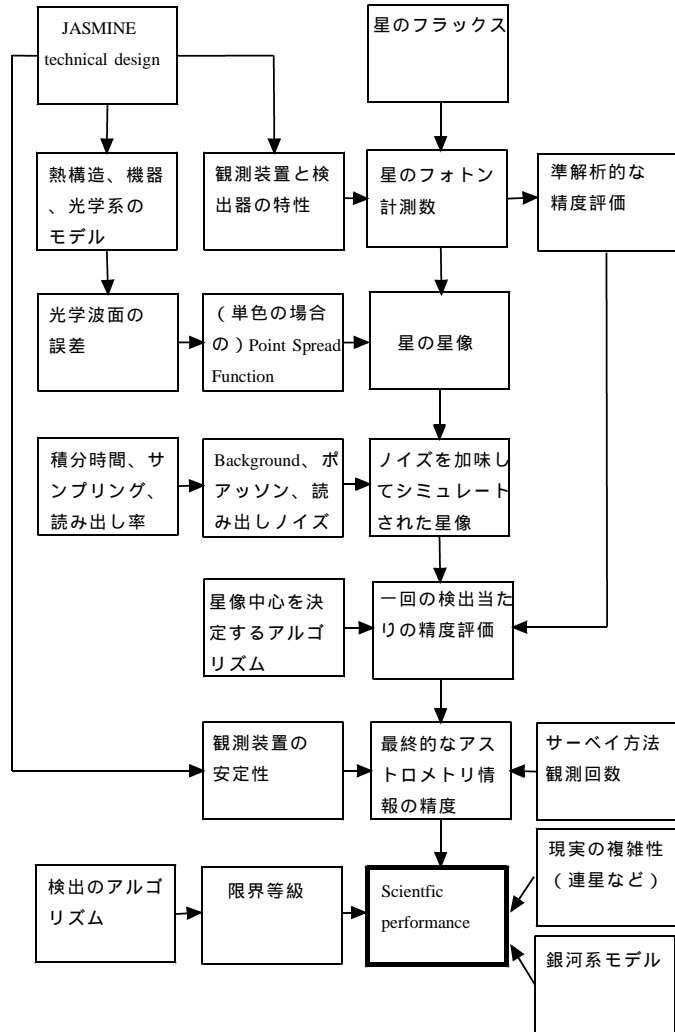 JASMINE
technical design
星のフラックス
熱構造、機器
、光学系の
モデル
観測装置と検
出器の特性
星のフォトン
計測数
準解析的な
精度評価
光学波面の
誤差
（単色の場合
の）Point Spread
Function
星の星像
積分時間、サ
ンプリング、
読み出し率
Background、ポ
アッソン、読
み出しノイズ
ノイズを加味し
てシミュレート
された星像
星像中心を決
定するアルゴ
リズム
一回の検出当た
りの精度評価
観測装置の
安定性
最終的なアス
トロメトリ情
報の精度
サーベイ方法
観測回数
検出のアルゴ
リズム
限界等級
Scientfic
performance
現実の複雑性
（連星など）
銀河系モデル